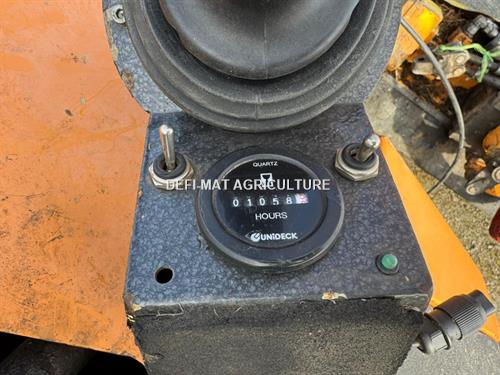 QUARTZ
DEFI-MAT AGRICULTURE
01058
HOURS
UNIDECK